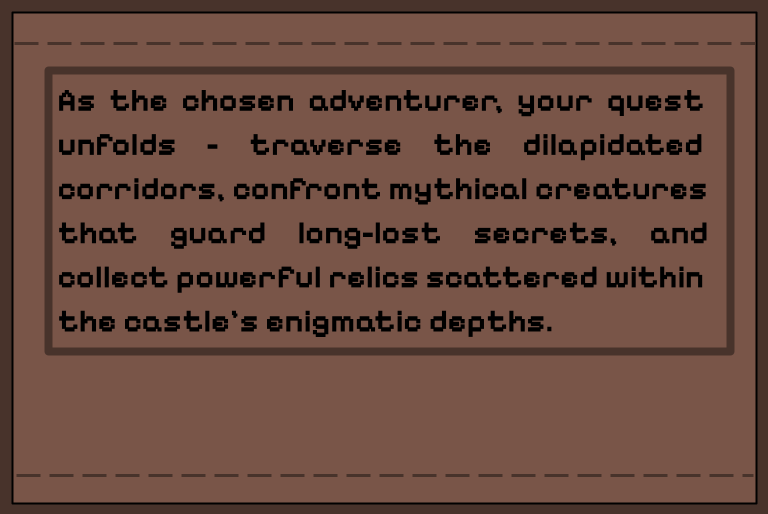 As the chosen adventurer, your quest
unfolds - traverse the dilapidated
corridors, confront mythical creatures
that guard long-lost secrets, and
collect powerful relics scattered within
the castle's enigmatic depths.